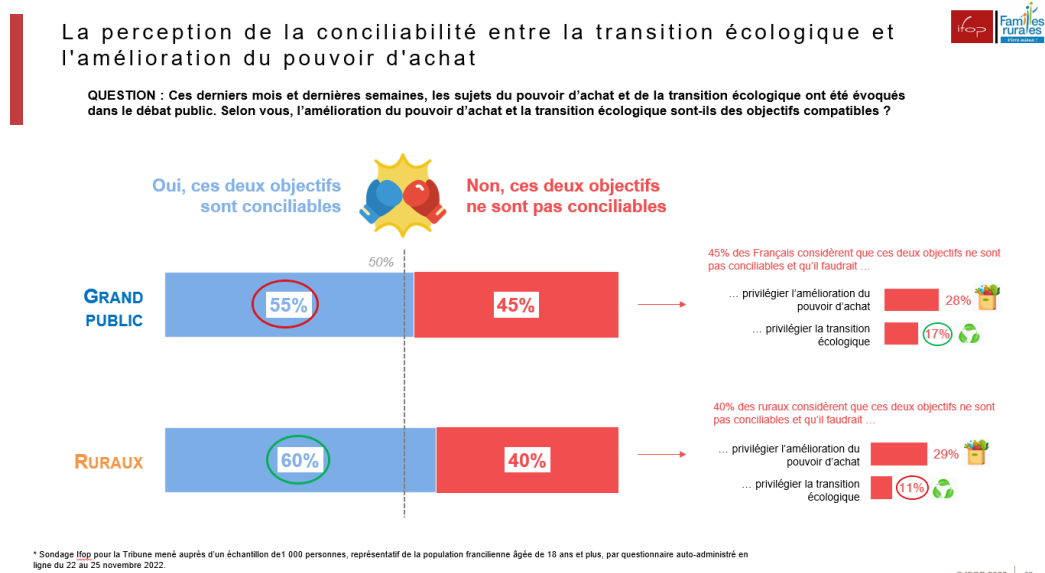 La perception de la conciliabilité entre la transition écologique et
l'amélioration du pouvoir d'achat
ifop
Familles
rurales
QUESTION : Ces derniers mois et dernières semaines, les sujets du pouvoir d'achat et de la transition écologique ont été évoqués
dans le débat public. Selon vous, l'amélioration du pouvoir d'achat et la transition écologique sont-ils des objectifs compatibles ?
Oui, ces deux objectifs
sont conciliables
Non, ces deux objectifs
ne sont pas conciliables
50%
GRAND
PUBLIC
55%
45%
45% des Français considèrent que ces deux objectifs ne sont
pas conciliables et qu'il faudrait …
… privilégier l'amélioration du
pouvoir d'achat
28%
… privilégier la transition
écologique
17%
RURAUX
60%
40%
40% des ruraux considèrent que ces deux objectifs ne sont
pas conciliables et qu'il faudrait …
… privilégier l'amélioration du
pouvoir d'achat
29%
… privilégier la transition
écologique
11%
* Sondage Ifop pour la Tribune mené auprès d'un échantillon de1 000 personnes, représentatif de la population francilienne âgée de 18 ans et plus, par questionnaire auto-administré en
ligne du 22 au 25 novembre 2022.